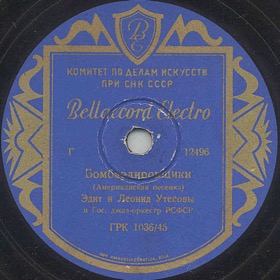 КОМИТЕТ ПО ДЕЛАМ ИСКУССТВ
ПРИ СНК СССР
Bellaccord Electro
Г 12496
Бомбардировщики
(Американская песенка)
Эдит и Леонид Утесовы
и Гос. джаз-оркестр РСФСР
ГРК 1036/45